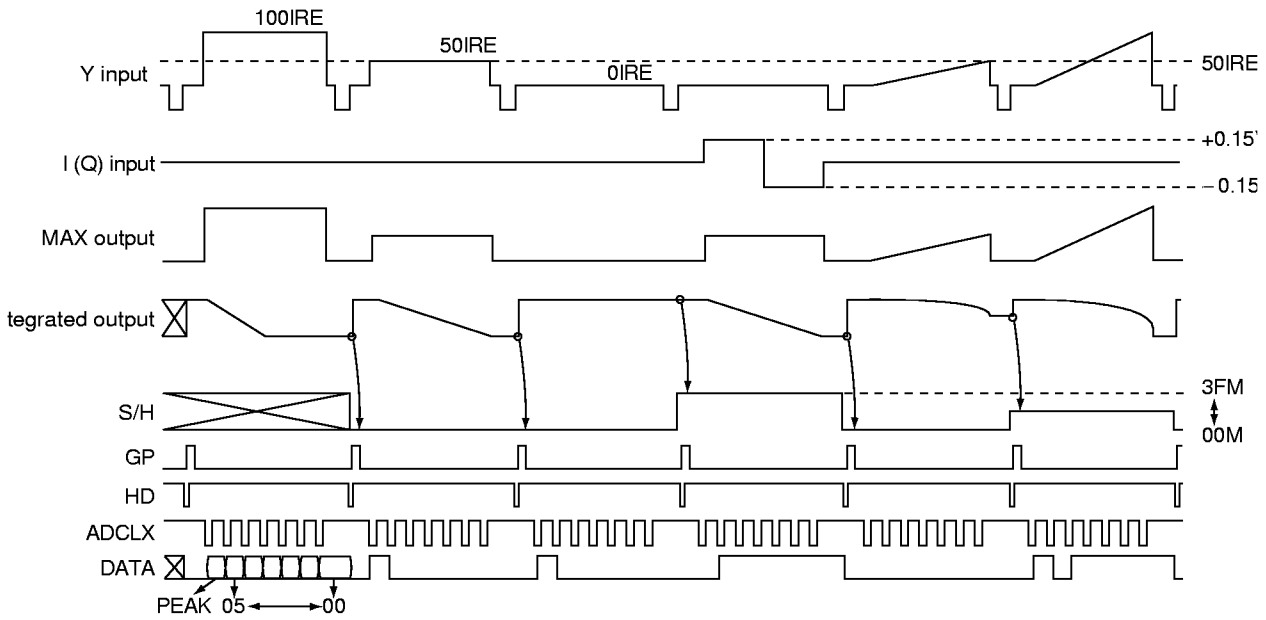 100IRE
50IRE
0IRE
Y input
50IRE
+0.15
I (Q) input
−0.15
MAX output
tegrated output
3FM
S/H
00M
GP
HD
ADCLX
DATA
PEAK 05 00